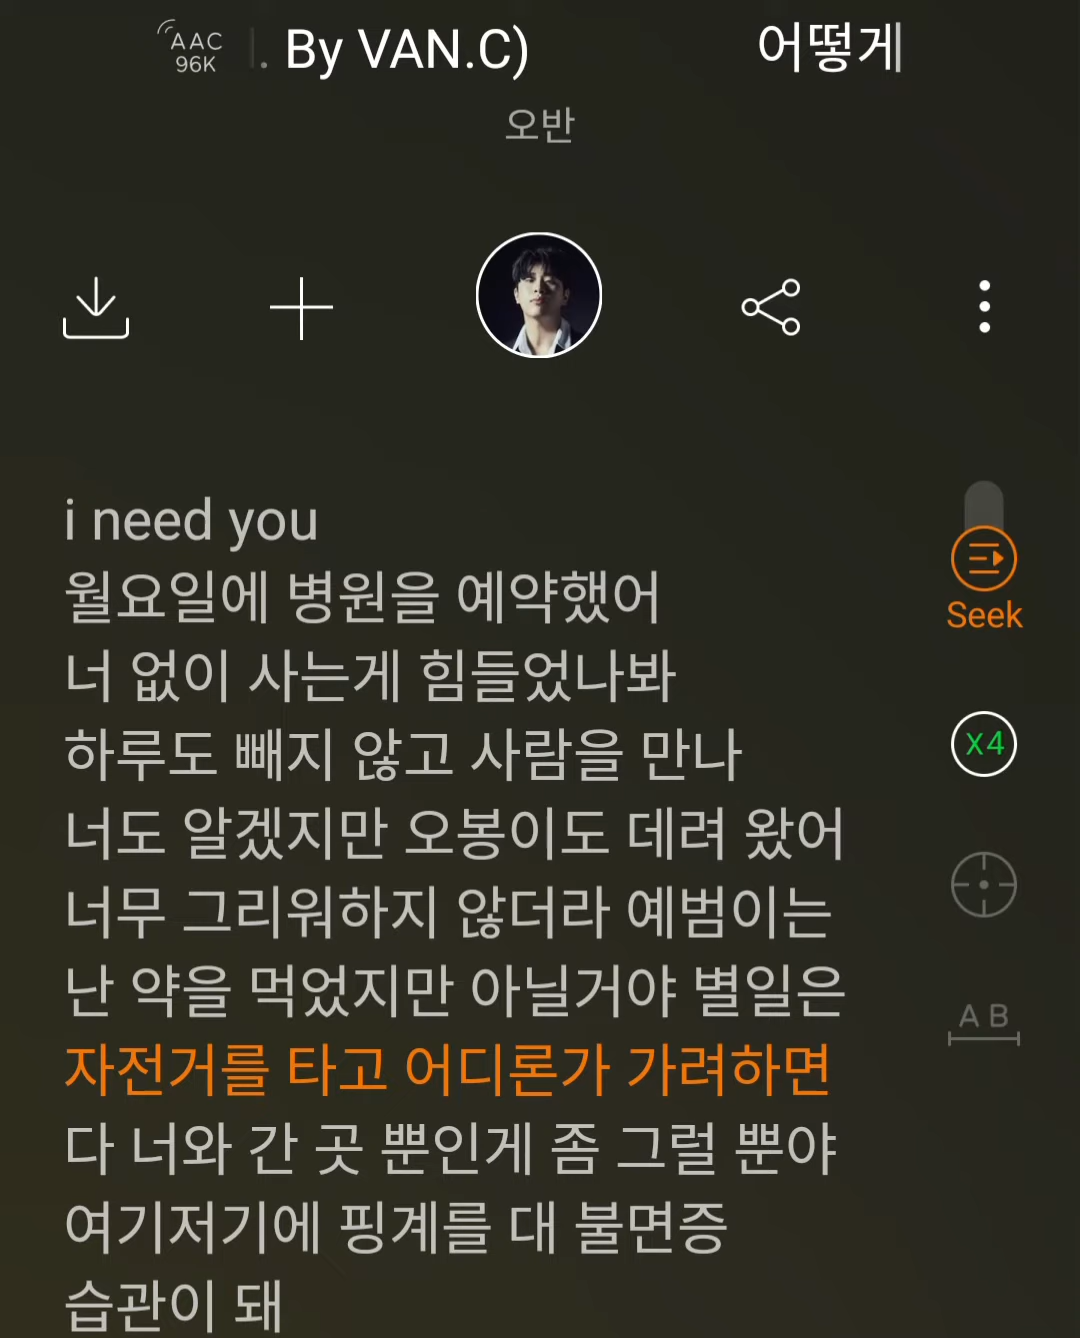 AAC
96K
. By VAN.C)
어떻게
오반
i need you
월요일에 병원을 예약했어
너 없이 사는게 힘들었나봐
하루도 빼지 않고 사람을 만나
너도 알겠지만 오봉이도 데려 왔어
너무 그리워하지 않더라 예범이는
난 약을 먹었지만 아닐거야 별일은
자전거를 타고 어디론가 가려하면
다 너와 간 곳 뿐인게 좀 그럴 뿐야
여기저기에 핑계를 대 불면증
습관이 돼
Seek
X4
A B